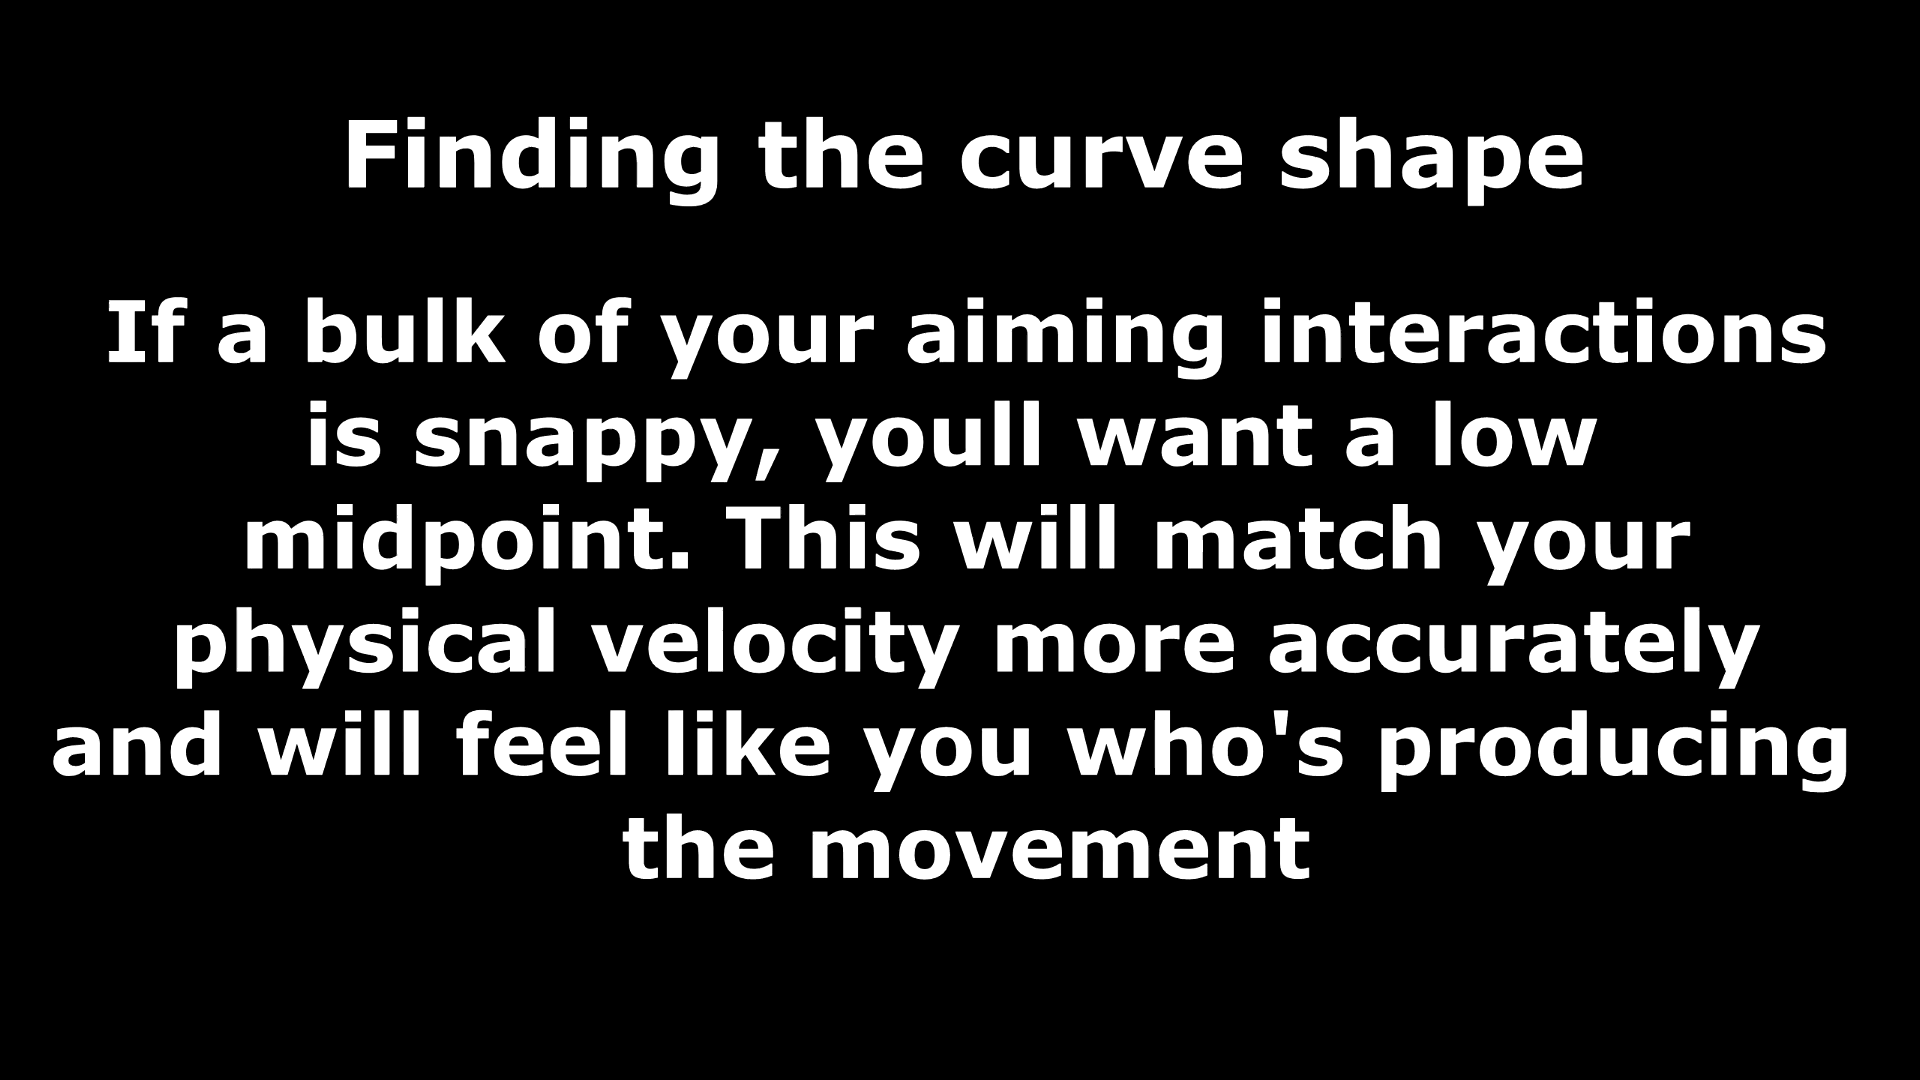 Finding the curve shape
If a bulk of your aiming interactions
is snappy, youll want a low
midpoint. This will match your
physical velocity more accurately
and will feel like you who's producing
the movement